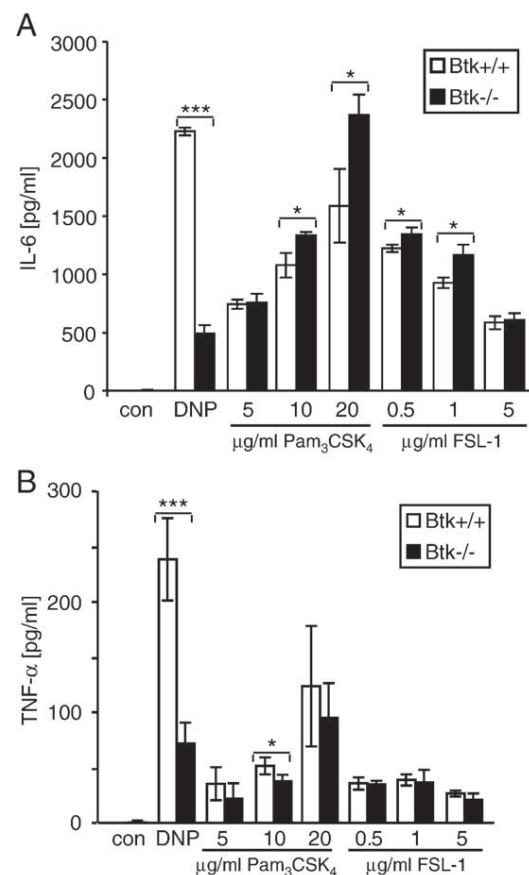 A
3000
2500
2000
1500
1000
500
0
IL-6 [pg/ml]
Btk+/+
Btk-/-
***
*
*
*
*
con DNP 5 10 20 0.5 1 5
μg/ml Pam₃CSK₄ μg/ml FSL-1
B
300
200
100
0
TNF-α [pg/ml]
Btk+/+
Btk-/-
***
*
con DNP 5 10 20 0.5 1 5
μg/ml Pam₃CSK₄ μg/ml FSL-1